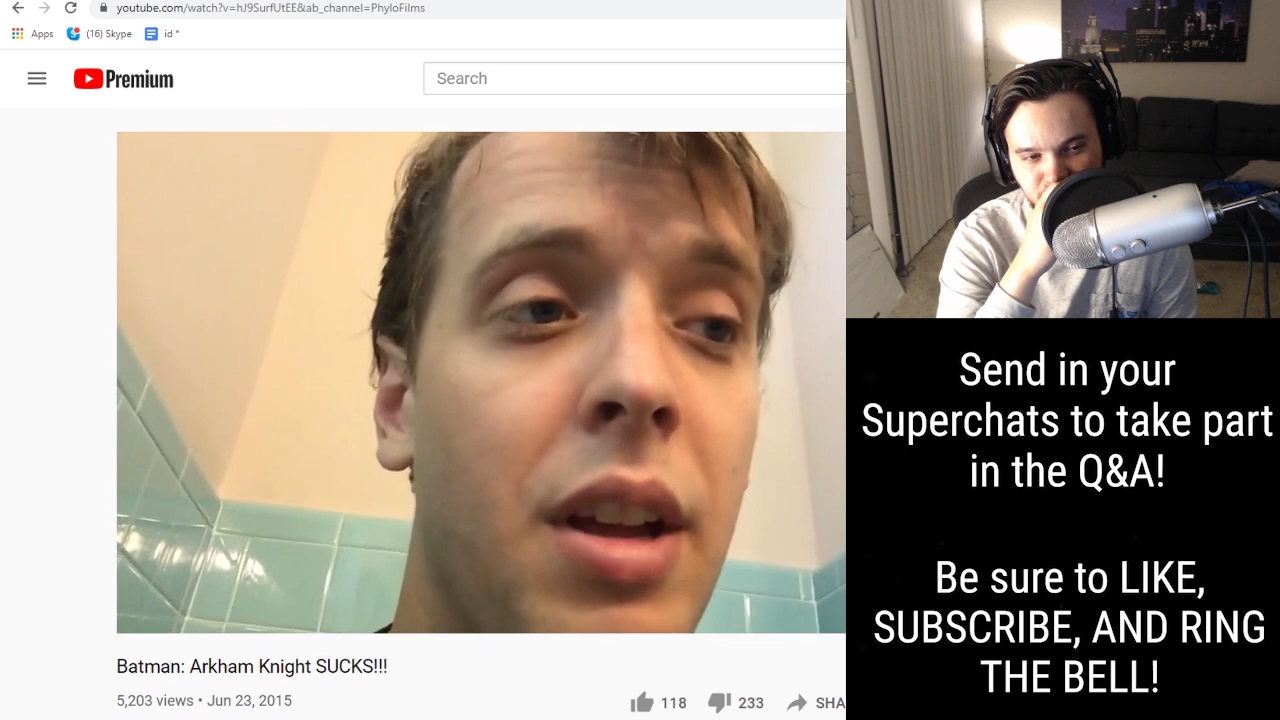 youtube.com/watch?v=hJ9SurfUtEE&ab_channel=PhyloFilms
Apps
(16) Skype
id *
Premium
Search
Batman: Arkham Knight SUCKS!!!
5,203 views • Jun 23, 2015
118
233
SHA
Send in your
Superchats to take part
in the Q&A!
Be sure to LIKE,
SUBSCRIBE, AND RING
THE BELL!